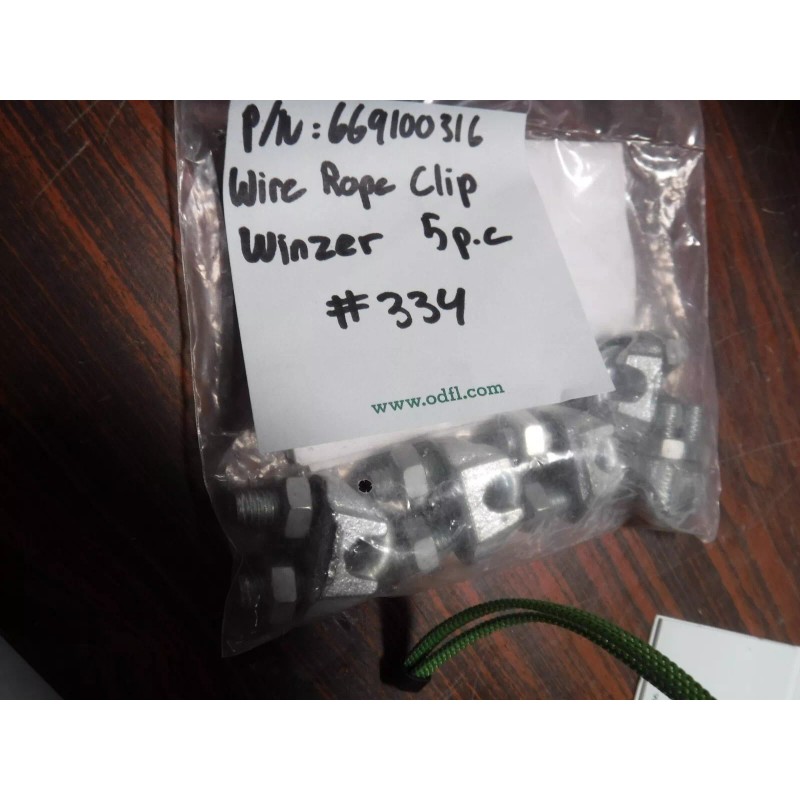 P/N: 669100316
Wire Rope Clip
Winzer 5p.c
#334
www.odfl.com